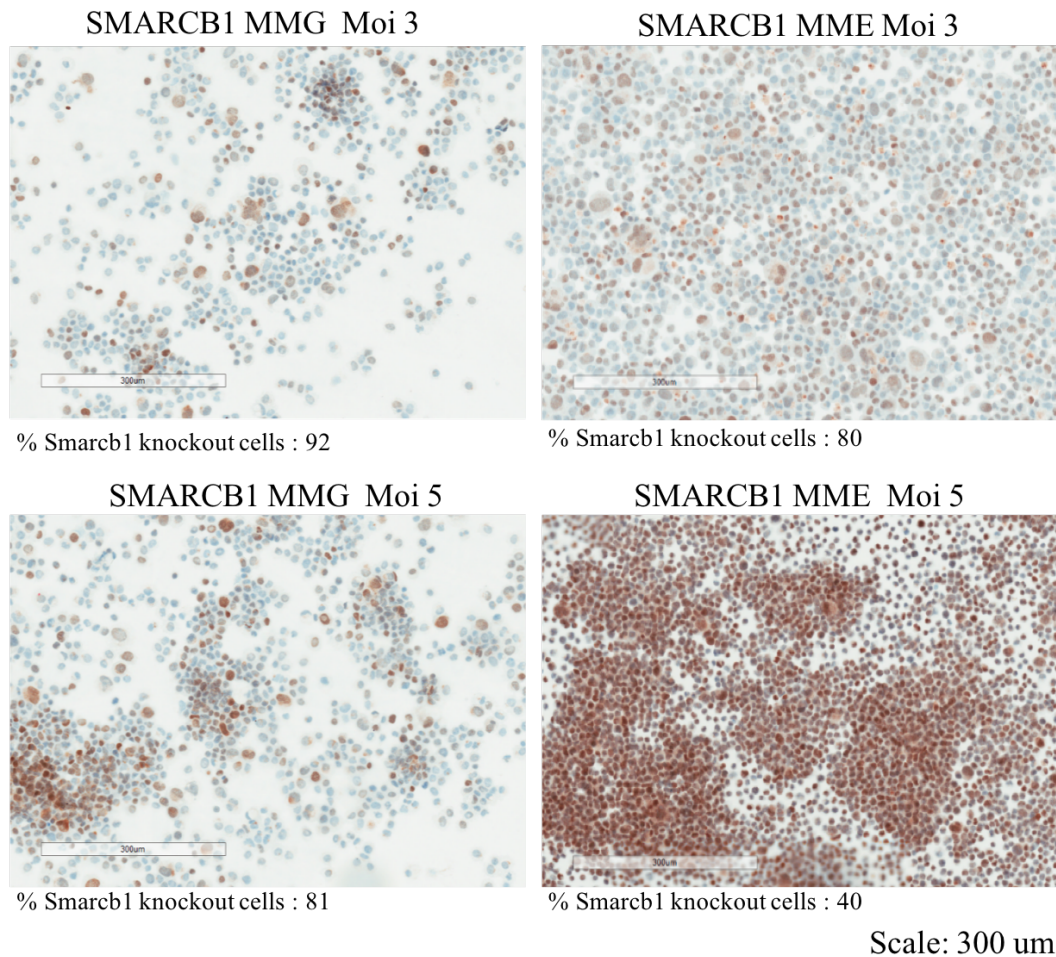 SMARCB1 MMG Moi 3
SMARCB1 MME Moi 3
300um
300um
% Smarcb1 knockout cells : 92
% Smarcb1 knockout cells : 80
SMARCB1 MMG Moi 5
SMARCB1 MME Moi 5
300um
300um
% Smarcb1 knockout cells : 81
% Smarcb1 knockout cells : 40
Scale: 300 um